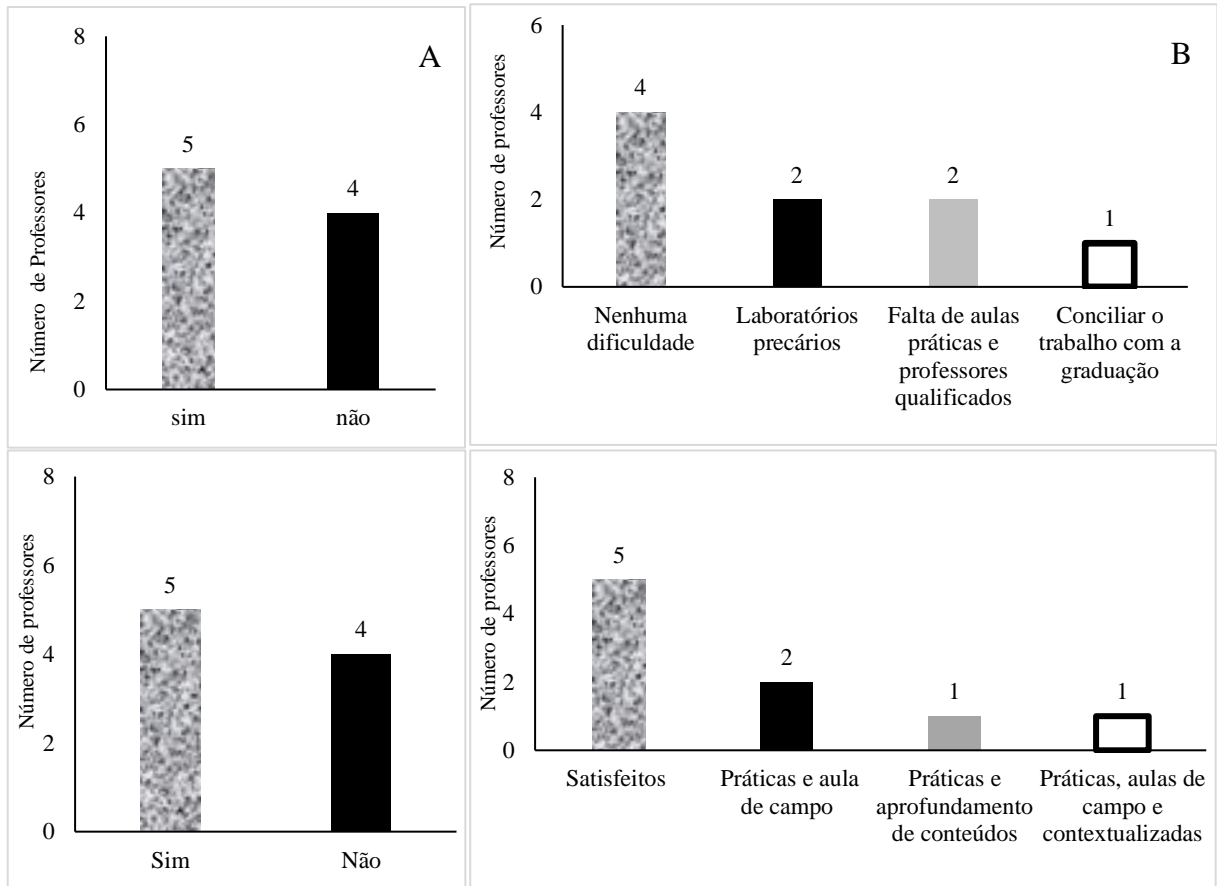 A
Número de Professores
8
6
4
2
0
5
4
sim
não
B
Número de professores
6
4
2
0
4
2
2
1
Nenhuma
dificuldade
Laboratórios
precários
Falta de aulas
práticas e
professores
qualificados
Conciliar o
trabalho com a
graduação
Número de professores
8
6
4
2
0
5
4
Sim
Não
Número de professores
8
6
4
2
0
5
2
1
1
Satisfeitos
Práticas e aula
de campo
Práticas e
aprofundamento
de conteúdos
Práticas, aulas de
campo e
contextualizadas